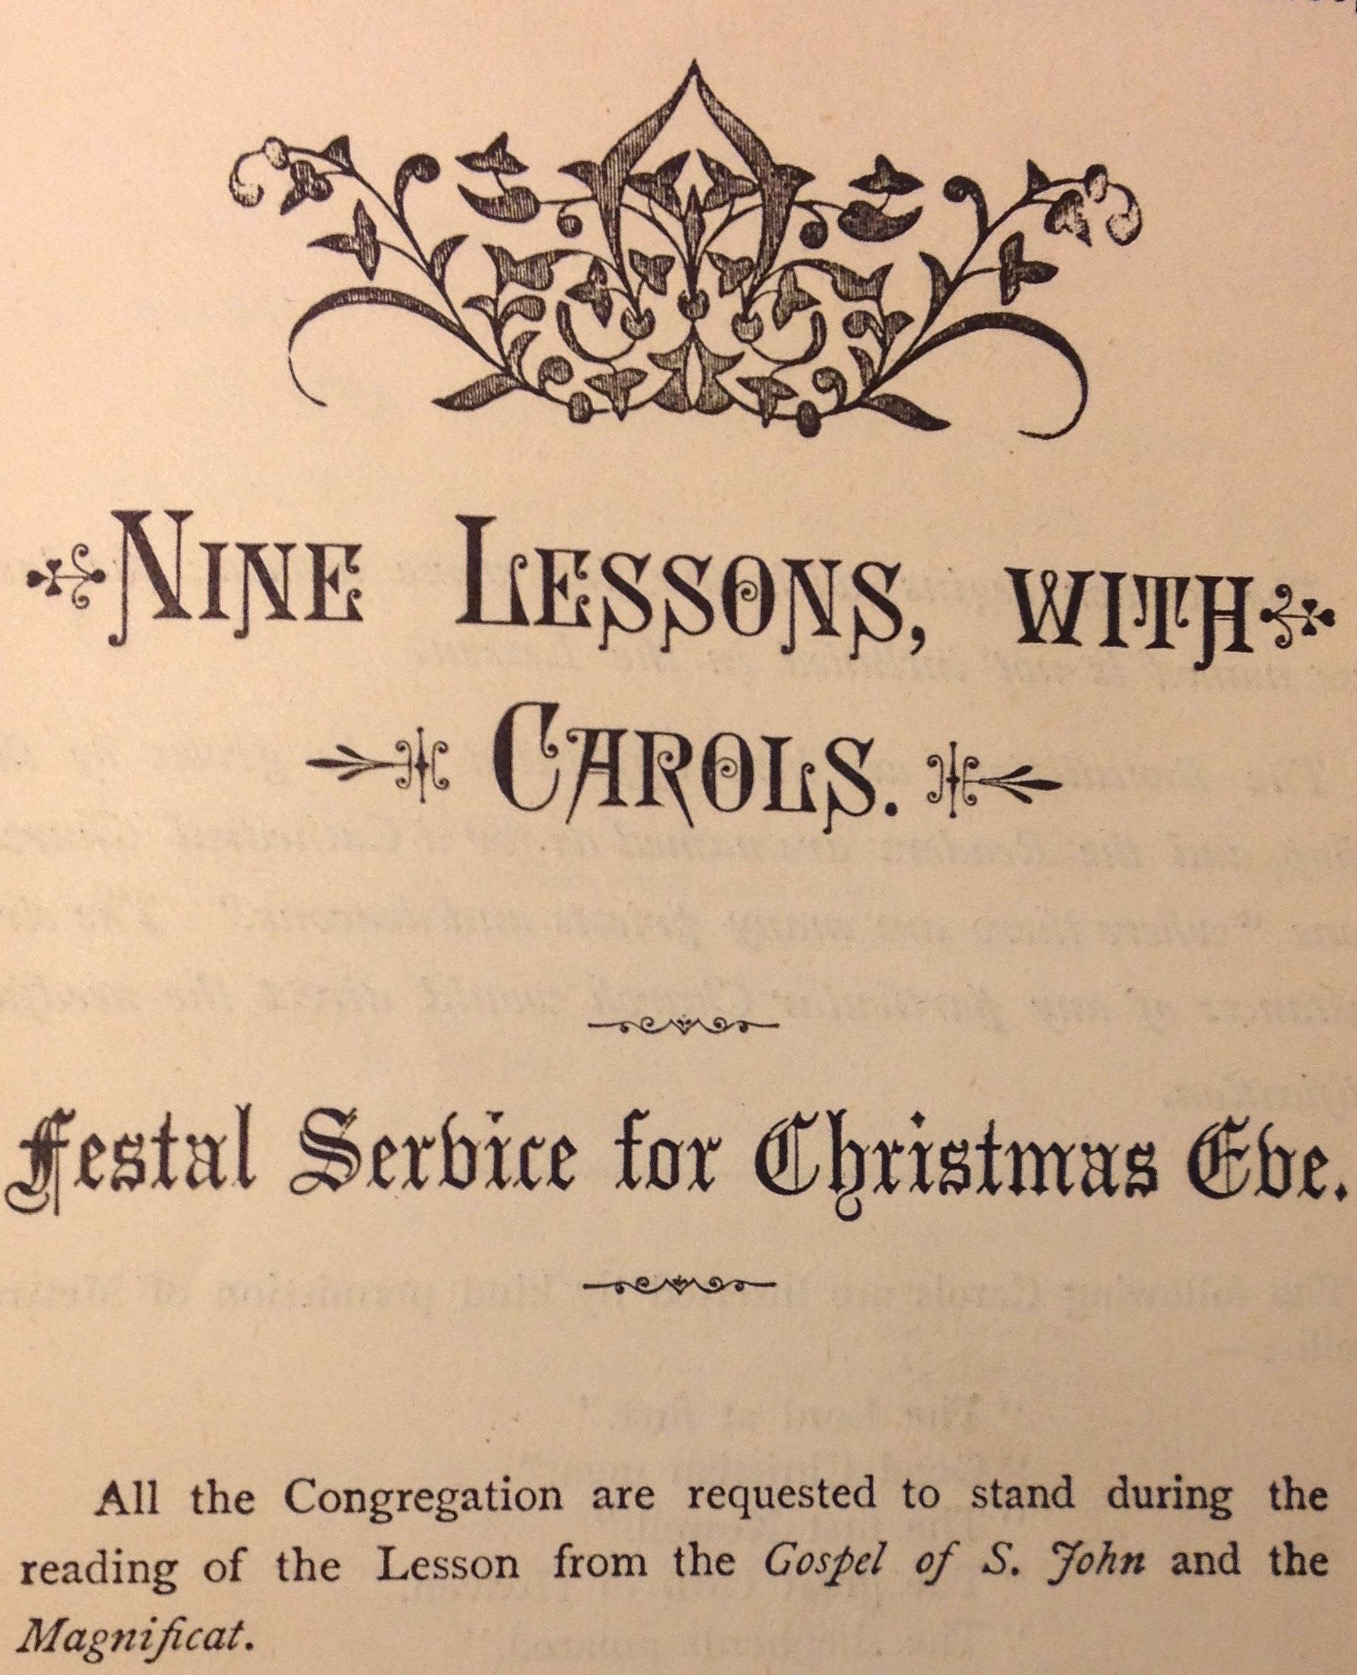 Nine Lessons, with
Carols.
Festal Service for Christmas Eve.
All the Congregation are requested to stand during the
reading of the Lesson from the Gospel of S. John and the
Magnificat.